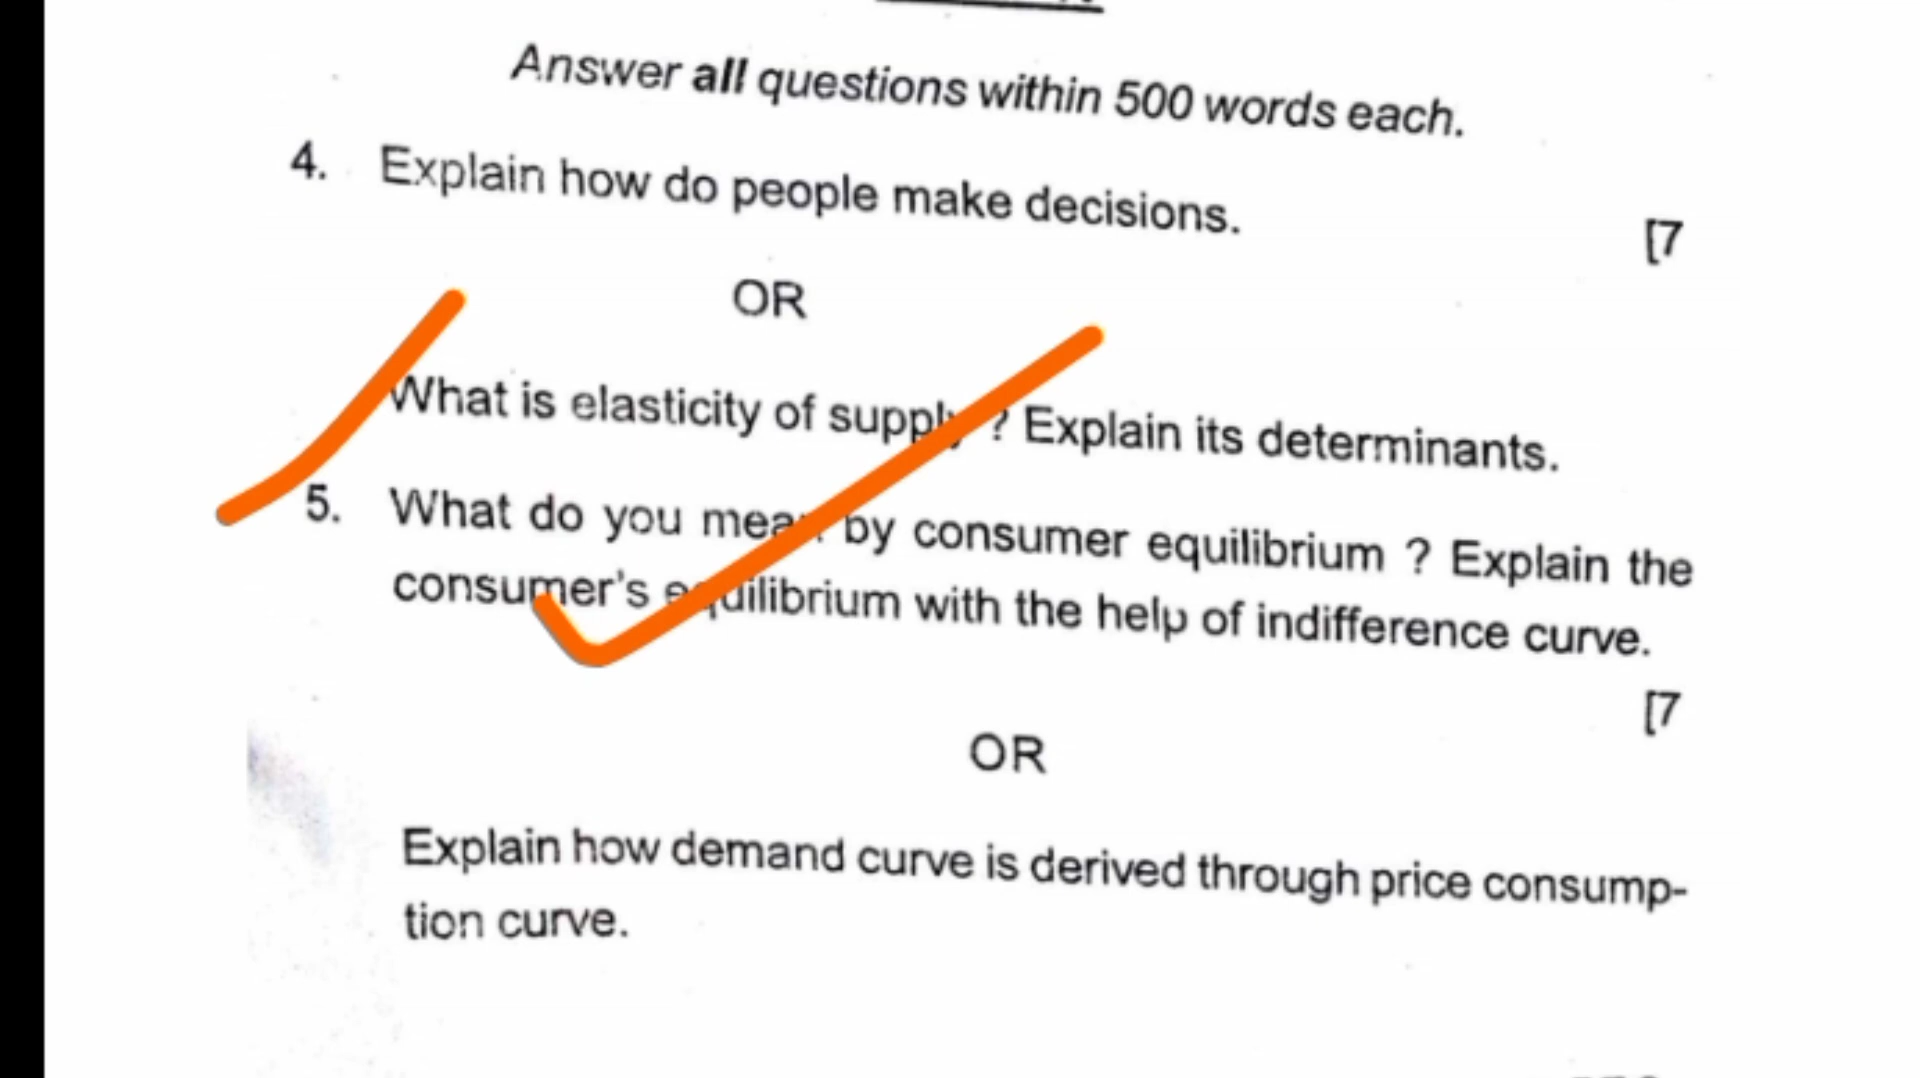 Answer all questions within 500 words each.
4. Explain how do people make decisions.
[7
OR
What is elasticity of supply ? Explain its determinants.
5. What do you mean by consumer equilibrium ? Explain the
consumer's equilibrium with the help of indifference curve.
[7
OR
Explain how demand curve is derived through price consump-
tion curve.